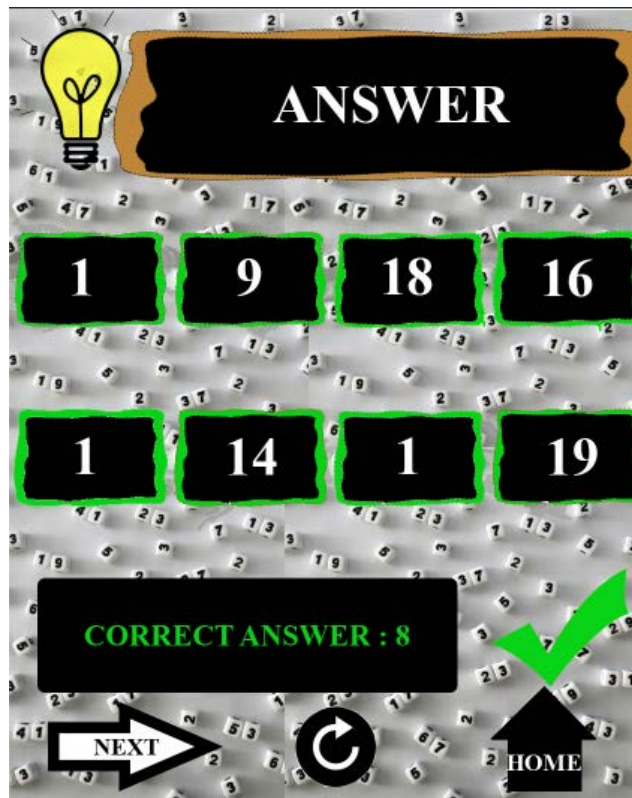 ANSWER
1 9 18 16
1 14 1 19
CORRECT ANSWER : 8
NEXT
HOME